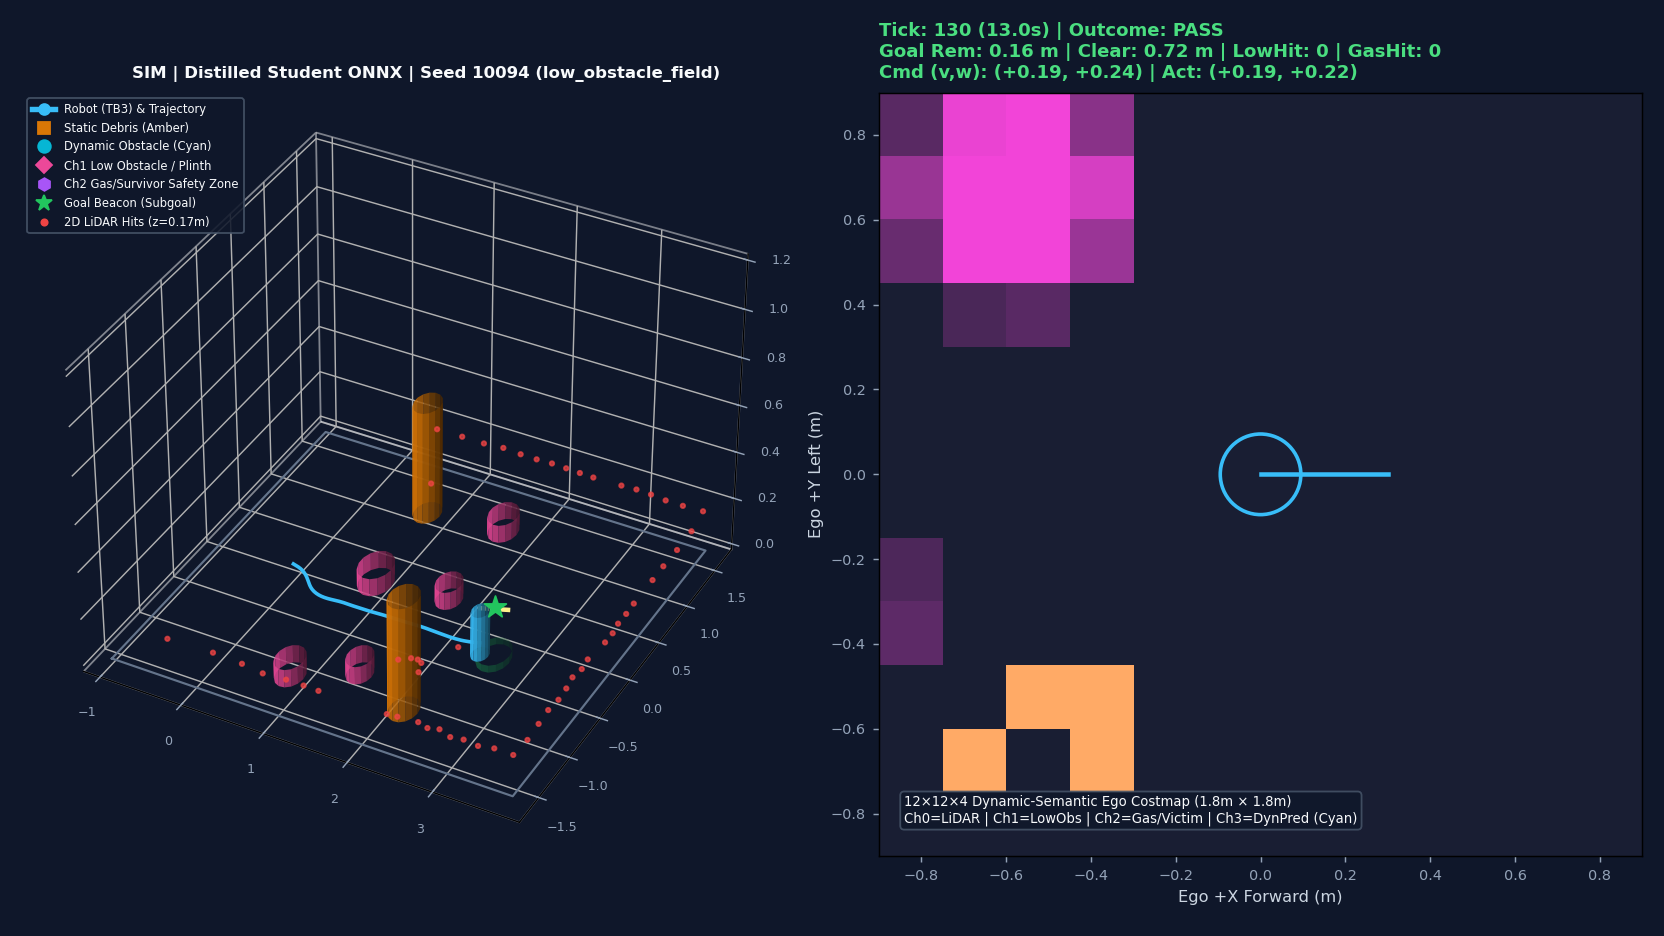 SIM | Distilled Student ONNX | Seed 10094 (low_obstacle_field)
Robot (TB3) & Trajectory
Static Debris (Amber)
Dynamic Obstacle (Cyan)
Ch1 Low Obstacle / Plinth
Ch2 Gas/Survivor Safety Zone
Goal Beacon (Subgoal)
2D LiDAR Hits (z=0.17m)
1.2
1.0
0.8
0.6
0.4
0.2
0.0
1.5
1.0
0.5
0.0
−0.5
−1.0
−1.5
−1
0
1
2
3
Tick: 130 (13.0s) | Outcome: PASS
Goal Rem: 0.16 m | Clear: 0.72 m | LowHit: 0 | GasHit: 0
Cmd (v,w): (+0.19, +0.24) | Act: (+0.19, +0.22)
Ego +Y Left (m)
0.8
0.6
0.4
0.2
0.0
−0.2
−0.4
−0.6
−0.8
12×12×4 Dynamic-Semantic Ego Costmap (1.8m × 1.8m)
Ch0=LiDAR | Ch1=LowObs | Ch2=Gas/Victim | Ch3=DynPred (Cyan)
−0.8 −0.6 −0.4 −0.2 0.0 0.2 0.4 0.6 0.8
Ego +X Forward (m)